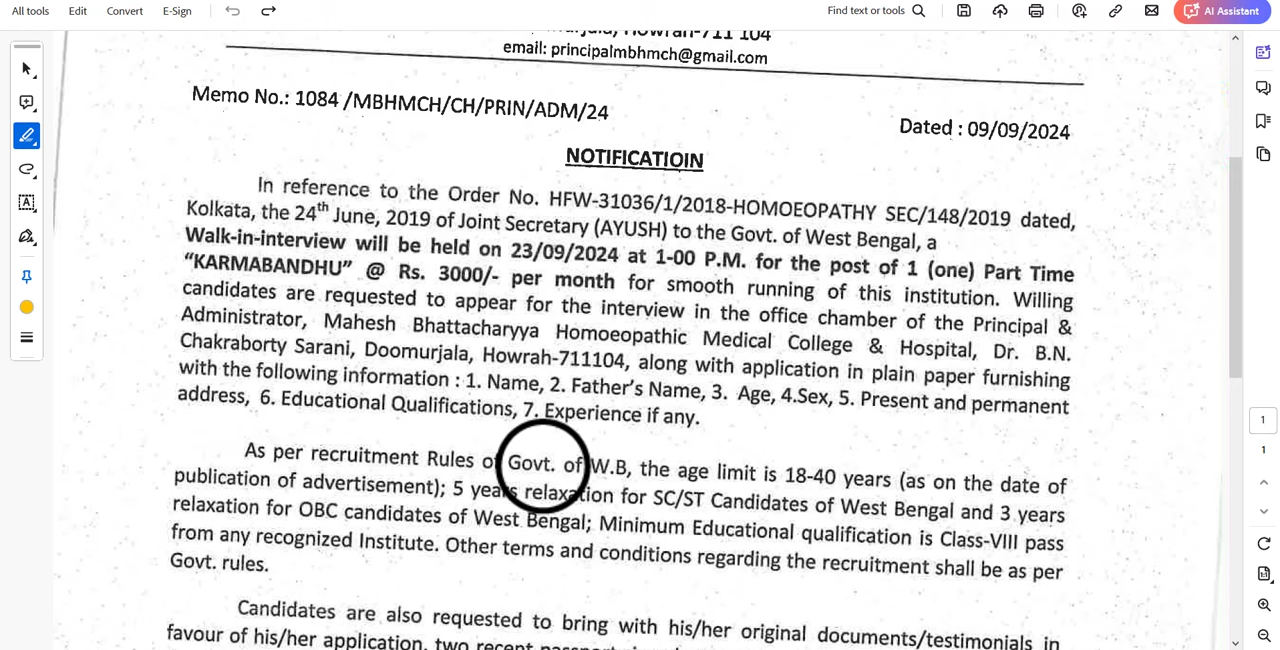 All tools Edit Convert E-Sign Find text or tools AI Assistant
Howrah-711 104
email: principalmbhmch@gmail.com
Memo No.: 1084 /MBHMCH/CH/PRIN/ADM/24
Dated : 09/09/2024
NOTIFICATIOIN
In reference to the Order No. HFW-31036/1/2018-HOMOEOPATHY SEC/148/2019 dated,
Kolkata, the 24th June, 2019 of Joint Secretary (AYUSH) to the Govt. of West Bengal, a
Walk-in-interview will be held on 23/09/2024 at 1-00 P.M. for the post of 1 (one) Part Time
“KARMABANDHU” @ Rs. 3000/- per month for smooth running of this institution. Willing
candidates are requested to appear for the interview in the office chamber of the Principal &
Administrator, Mahesh Bhattacharyya Homoeopathic Medical College & Hospital, Dr. B.N.
Chakraborty Sarani, Doomurjala, Howrah-711104, along with application in plain paper furnishing
with the following information : 1. Name, 2. Father’s Name, 3. Age, 4.Sex, 5. Present and permanent
address, 6. Educational Qualifications, 7. Experience if any.
As per recruitment Rules of Govt. of W.B, the age limit is 18-40 years (as on the date of
publication of advertisement); 5 years relaxation for SC/ST Candidates of West Bengal and 3 years
relaxation for OBC candidates of West Bengal; Minimum Educational qualification is Class-VIII pass
from any recognized Institute. Other terms and conditions regarding the recruitment shall be as per
Govt. rules.
Candidates are also requested to bring with his/her original documents/testimonials in
favour of his/her application, two recent
1
1